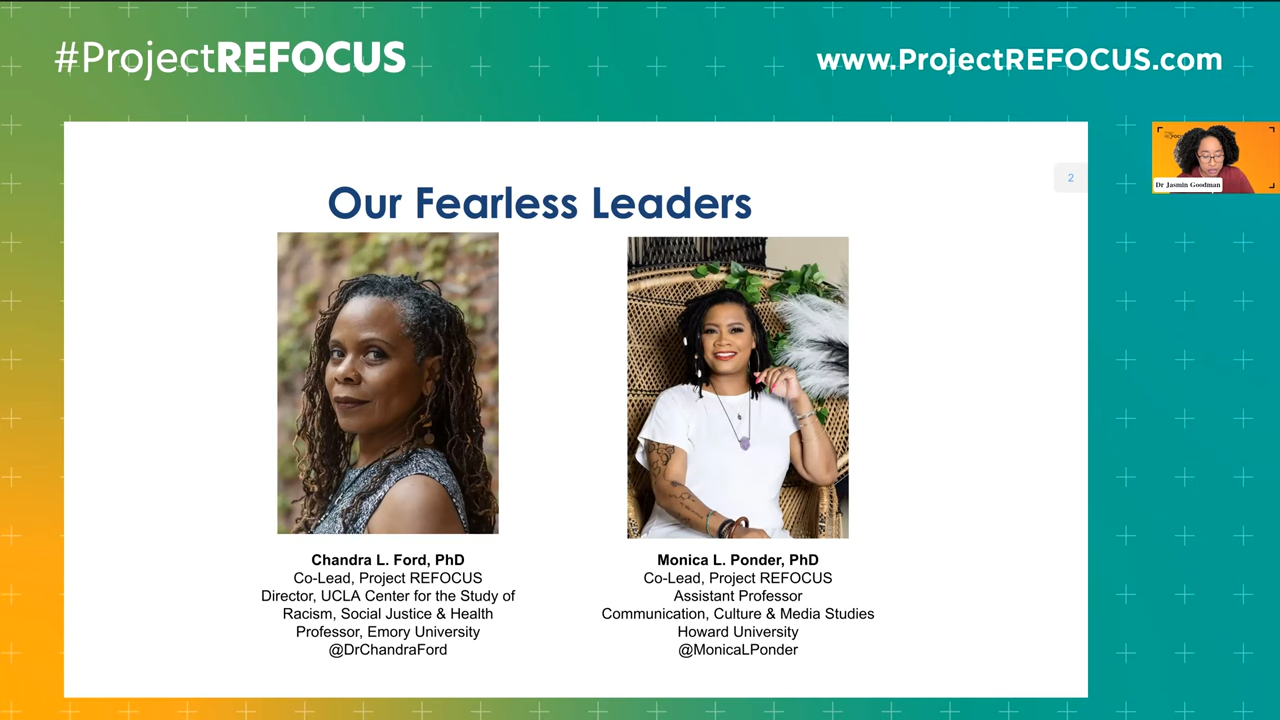 #ProjectREFOCUS
www.ProjectREFOCUS.com
2
Dr Jasmin Goodman
Our Fearless Leaders
Chandra L. Ford, PhD
Co-Lead, Project REFOCUS
Director, UCLA Center for the Study of
Racism, Social Justice & Health
Professor, Emory University
@DrChandraFord
Monica L. Ponder, PhD
Co-Lead, Project REFOCUS
Assistant Professor
Communication, Culture & Media Studies
Howard University
@MonicaLPonder